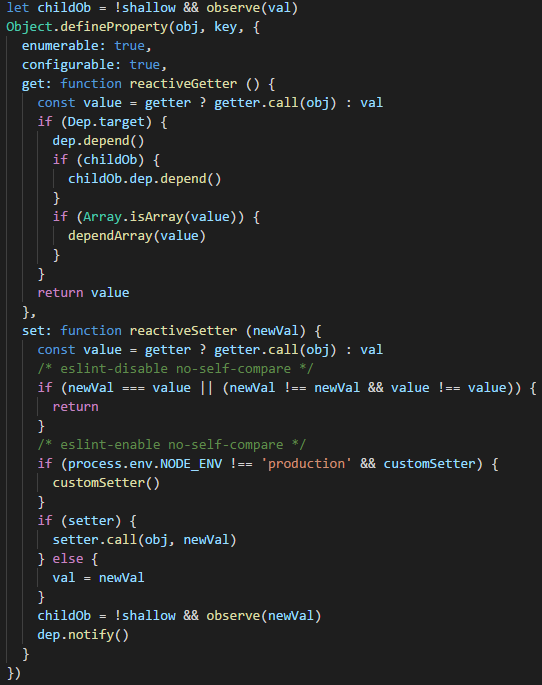 let childOb = !shallow && observe(val)
Object.defineProperty(obj, key, {
  enumerable: true,
  configurable: true,
  get: function reactiveGetter () {
    const value = getter ? getter.call(obj) : val
    if (Dep.target) {
      dep.depend()
      if (childOb) {
        childOb.dep.depend()
      }
      if (Array.isArray(value)) {
        dependArray(value)
      }
    }
    return value
  },
  set: function reactiveSetter (newVal) {
    const value = getter ? getter.call(obj) : val
    /* eslint-disable no-self-compare */
    if (newVal === value || (newVal !== newVal && value !== value)) {
      return
    }
    /* eslint-enable no-self-compare */
    if (process.env.NODE_ENV !== 'production' && customSetter) {
      customSetter()
    }
    if (setter) {
      setter.call(obj, newVal)
    } else {
      val = newVal
    }
    childOb = !shallow && observe(newVal)
    dep.notify()
  }
})